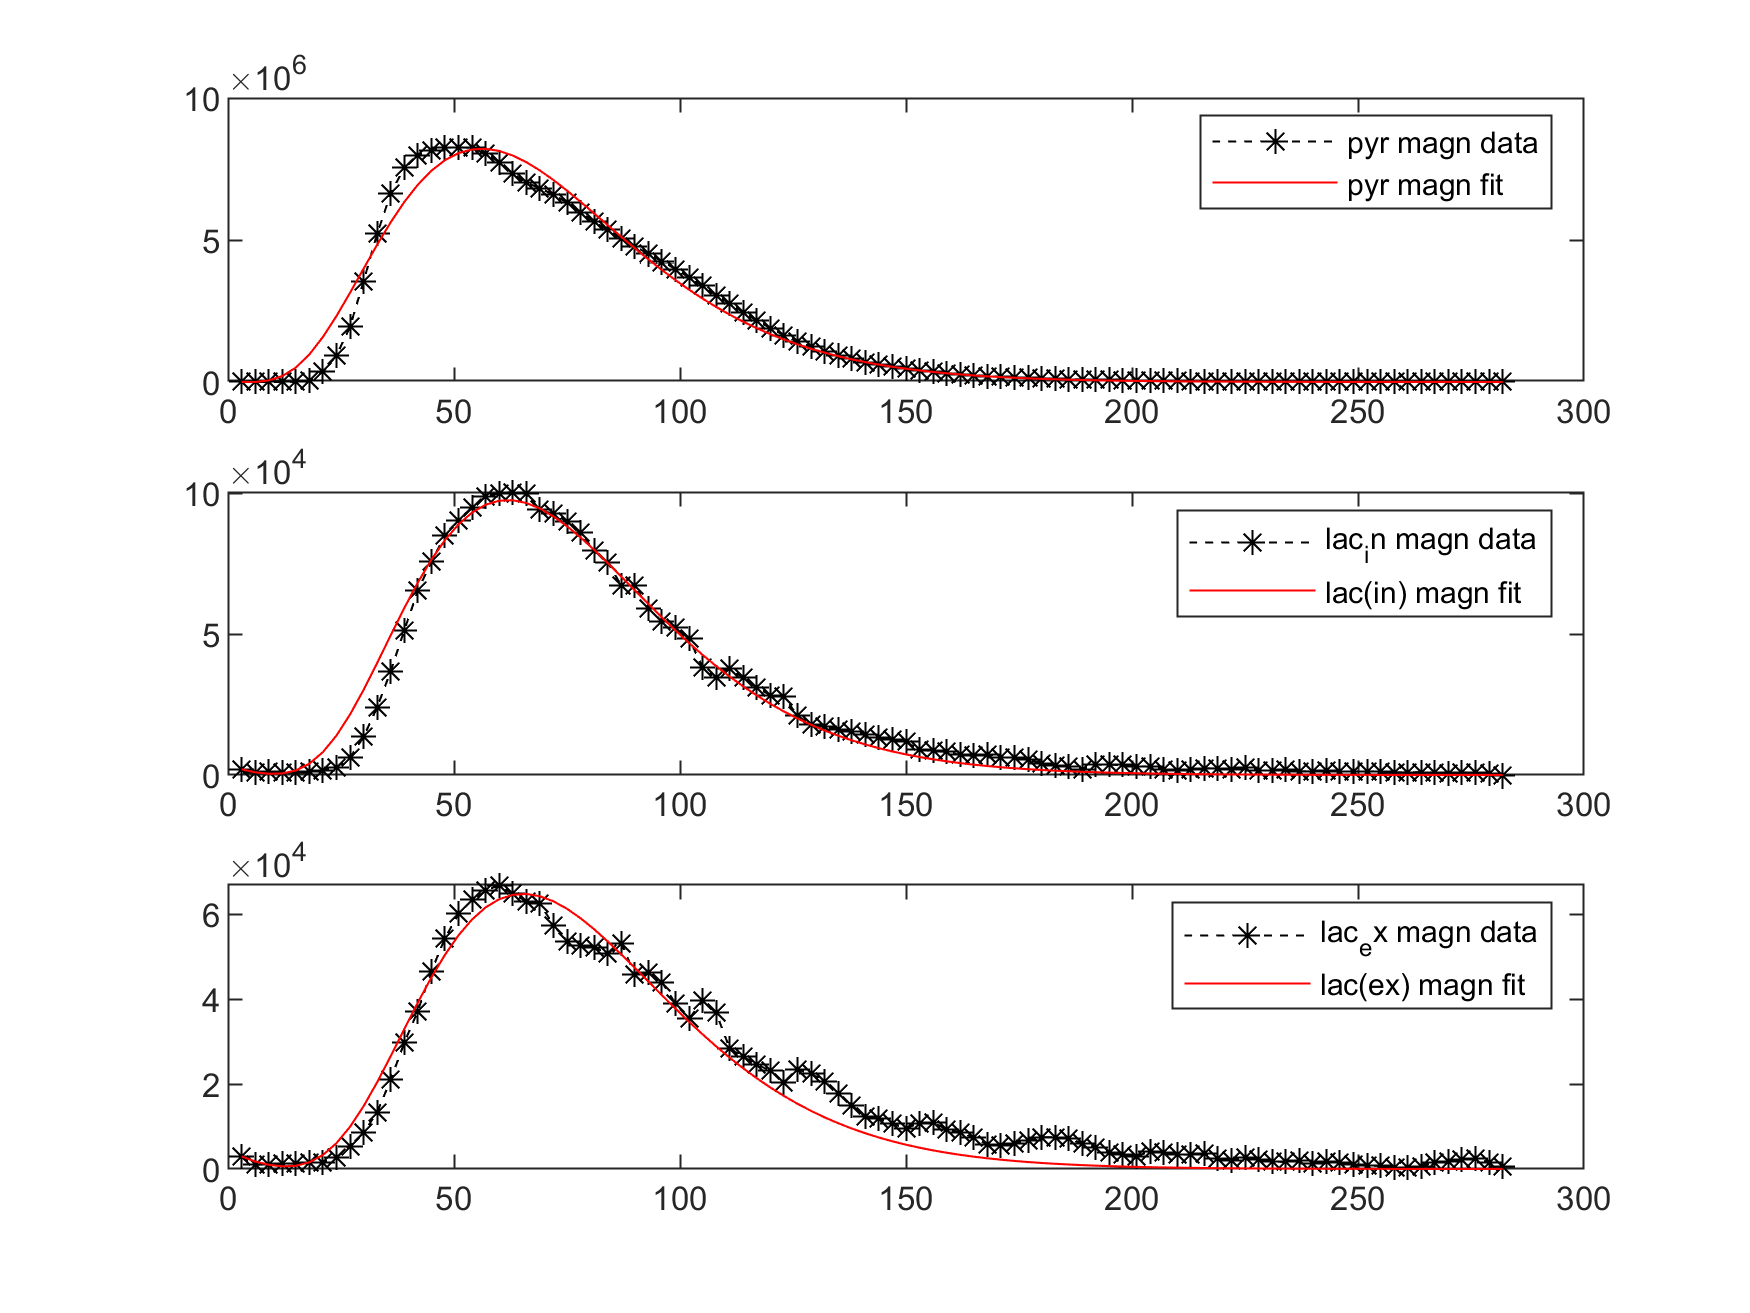 ×10^6
10
5
0
0 50 100 150 200 250 300
pyr magn data
pyr magn fit
×10^4
10
5
0
0 50 100 150 200 250 300
lac_in magn data
lac(in) magn fit
×10^4
6
4
2
0
0 50 100 150 200 250 300
lac_ex magn data
lac(ex) magn fit